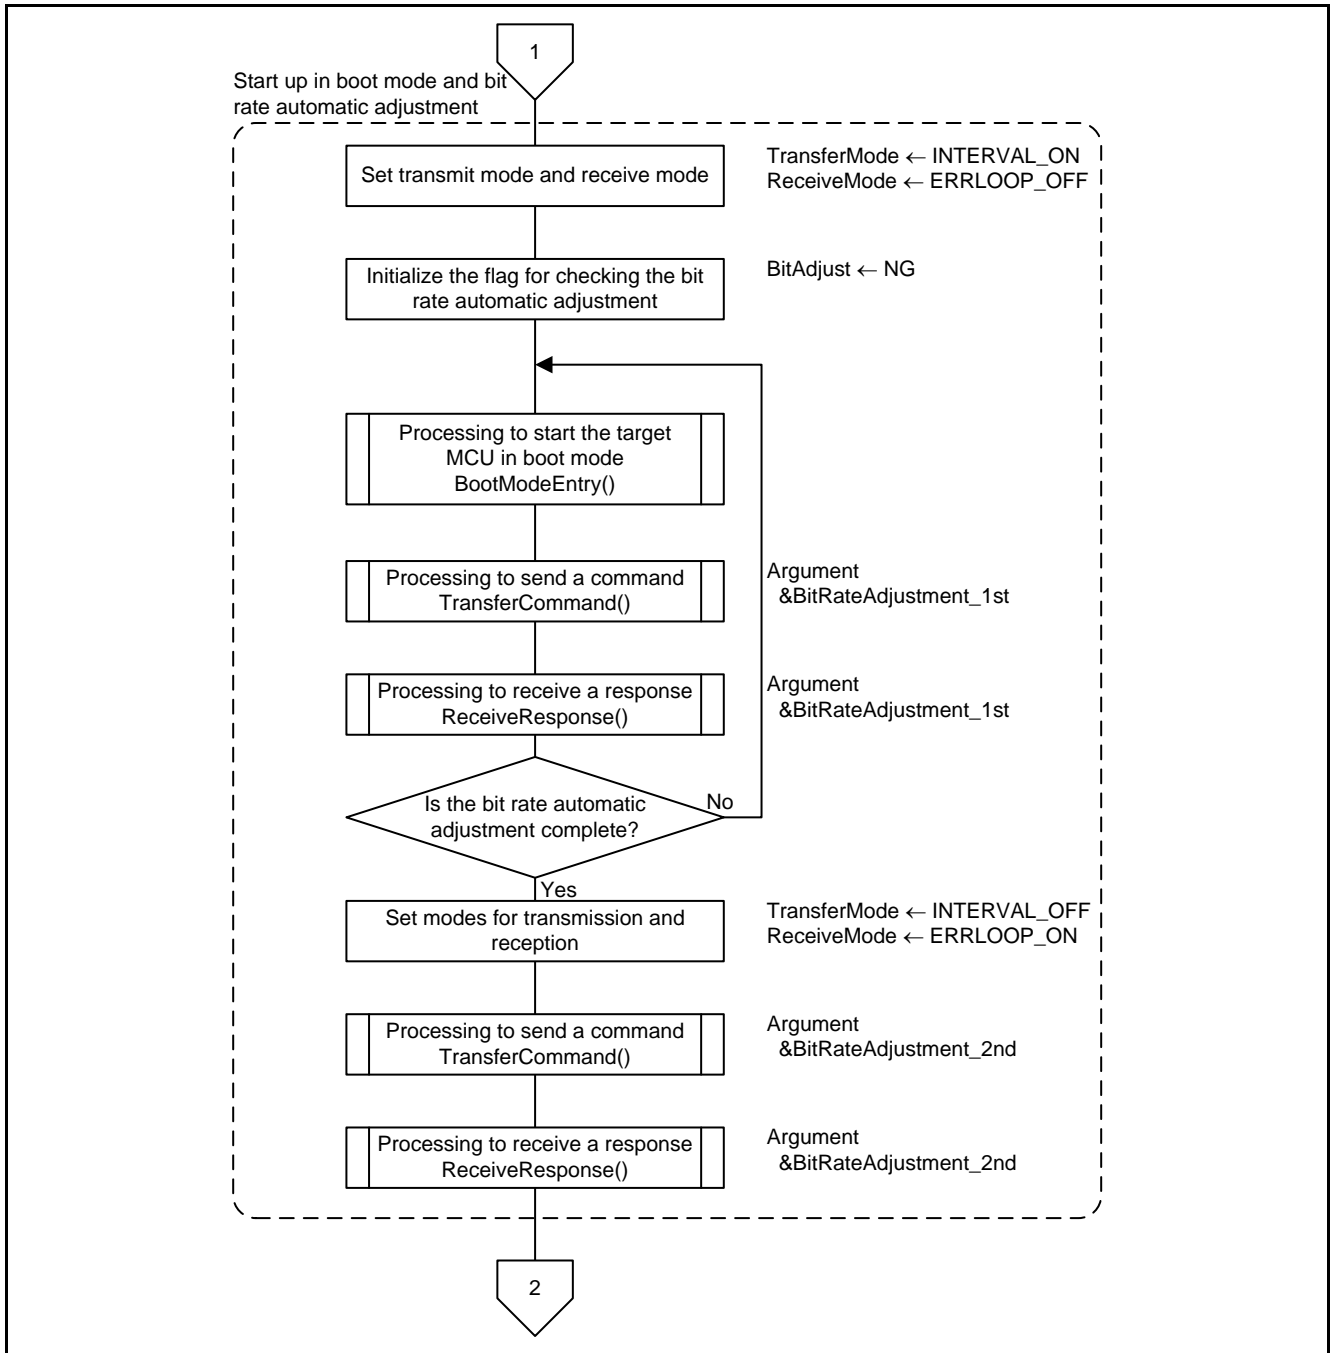 1
Start up in boot mode and bit
rate automatic adjustment
Set transmit mode and receive mode
TransferMode ← INTERVAL_ON
ReceiveMode ← ERRLOOP_OFF
Initialize the flag for checking the bit
rate automatic adjustment
BitAdjust ← NG
Processing to start the target
MCU in boot mode
BootModeEntry()
Processing to send a command
TransferCommand()
Argument
&BitRateAdjustment_1st
Processing to receive a response
ReceiveResponse()
Argument
&BitRateAdjustment_1st
Is the bit rate automatic
adjustment complete?
No
Yes
Set modes for transmission and
reception
TransferMode ← INTERVAL_OFF
ReceiveMode ← ERRLOOP_ON
Processing to send a command
TransferCommand()
Argument
&BitRateAdjustment_2nd
Processing to receive a response
ReceiveResponse()
Argument
&BitRateAdjustment_2nd
2